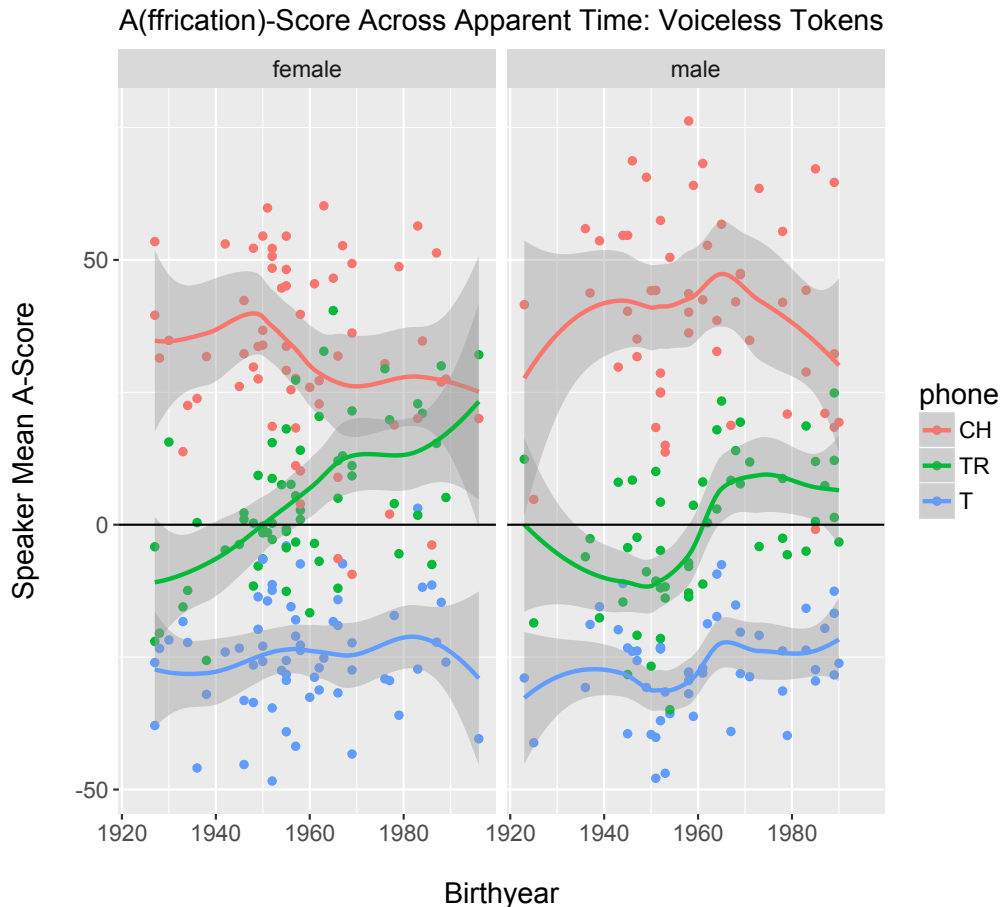 A(ffrication)-Score Across Apparent Time: Voiceless Tokens
female
male
50
0
-50
Speaker Mean A-Score
1920 1940 1960 1980
1920 1940 1960 1980
Birthyear
phone
CH
TR
T